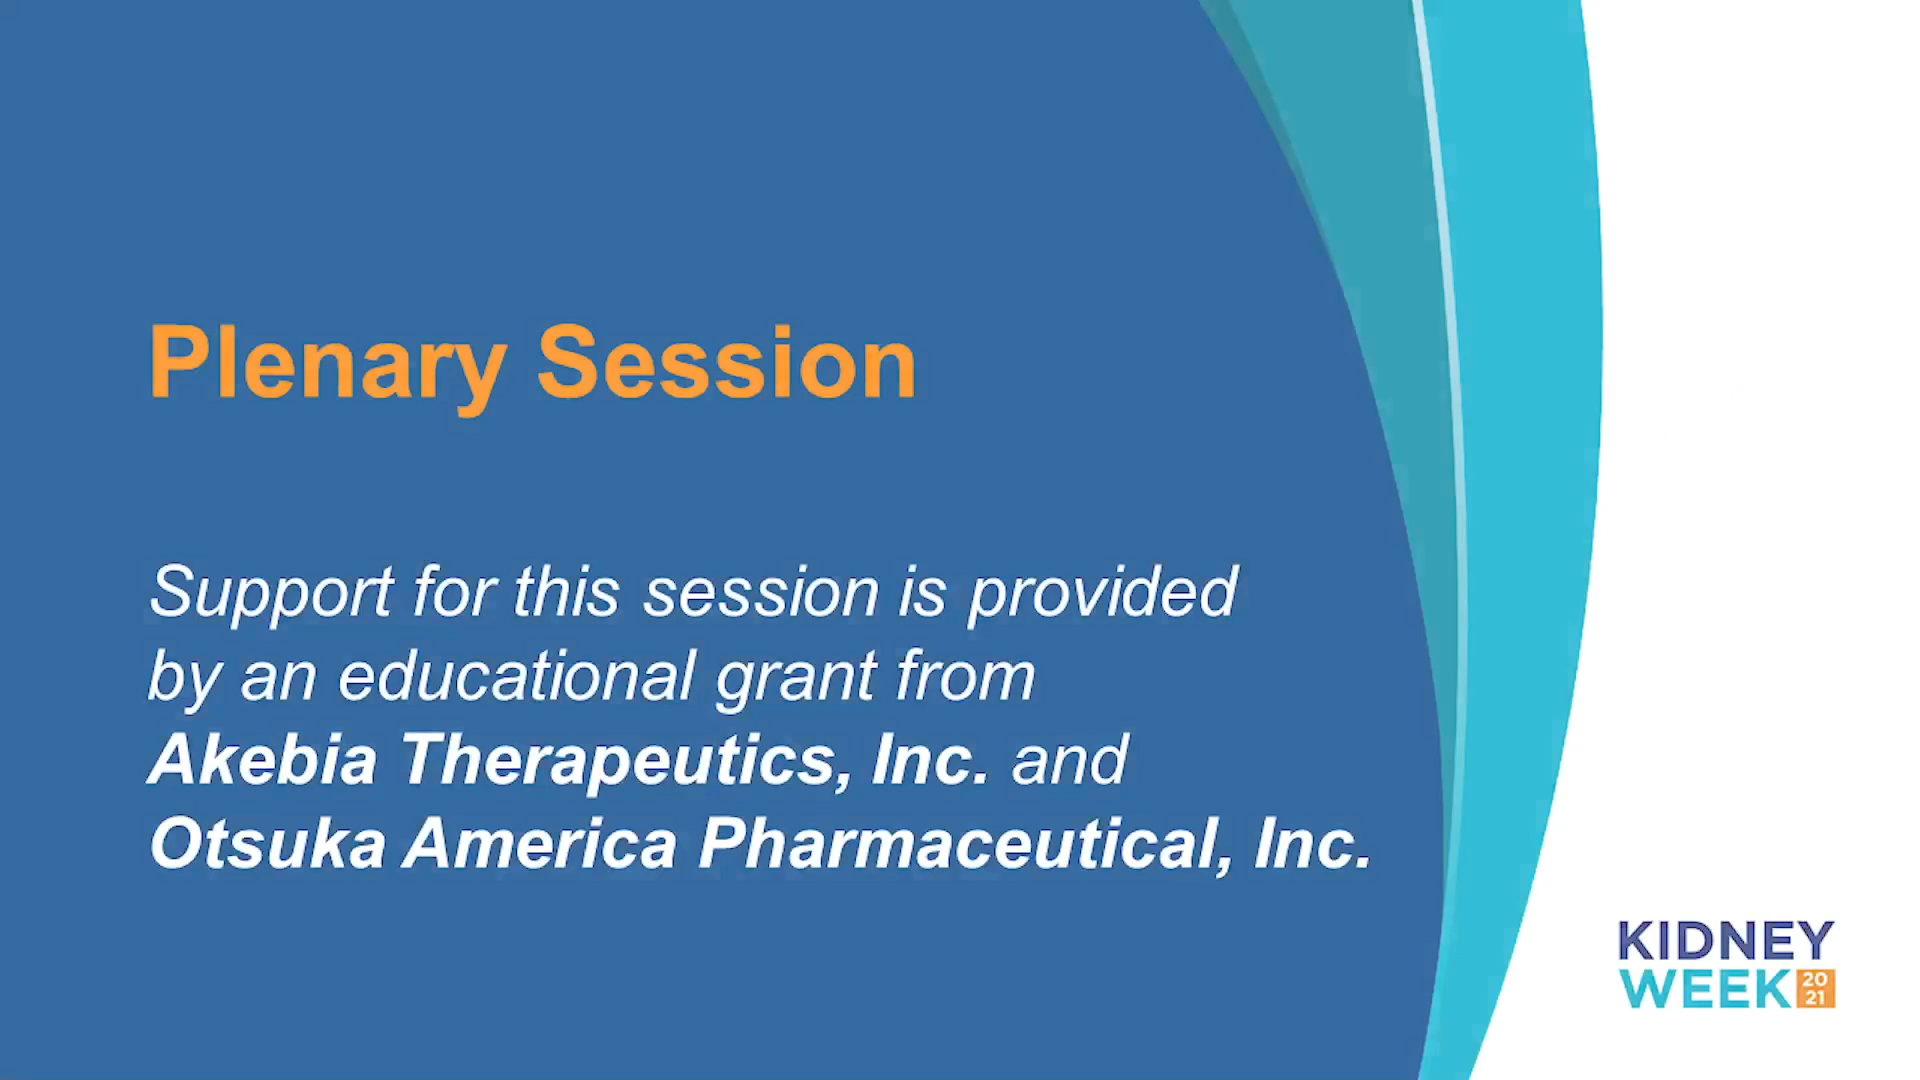 Plenary Session
Support for this session is provided
by an educational grant from
Akebia Therapeutics, Inc. and
Otsuka America Pharmaceutical, Inc.
KIDNEY
WEEK 20
21